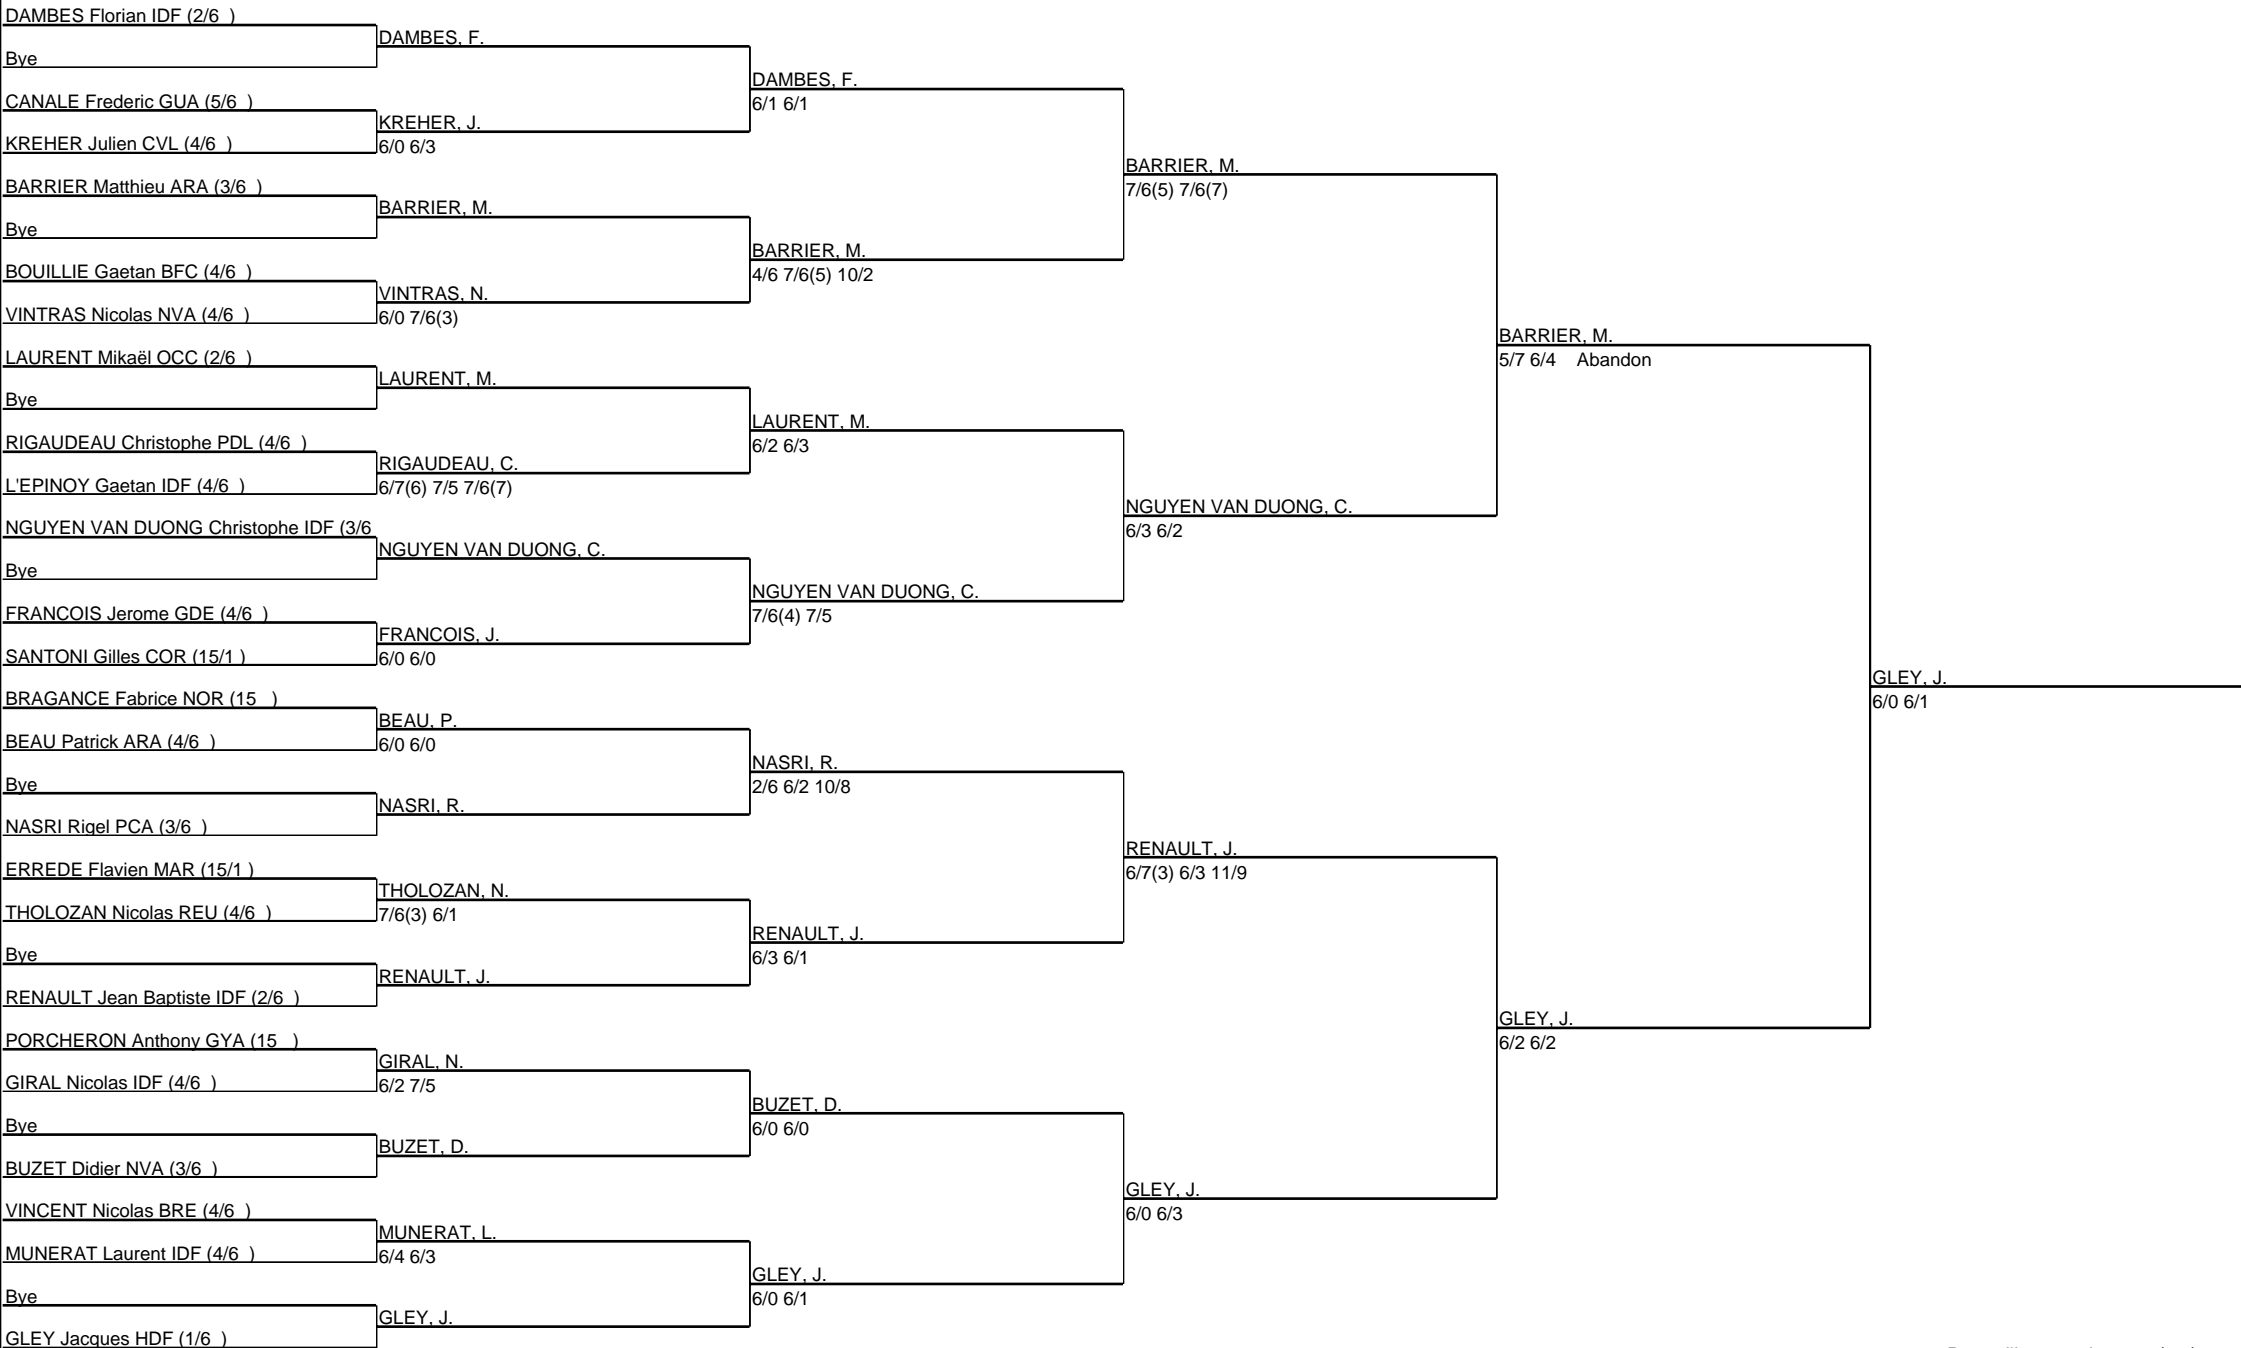 DAMBES Florian IDF (2/6 )
Bye
CANALE Frederic GUA (5/6 )
KREHER Julien CVL (4/6 )
BARRIER Matthieu ARA (3/6 )
Bye
BOUILLIE Gaetan BFC (4/6 )
VINTRAS Nicolas NVA (4/6 )
LAURENT Mikaël OCC (2/6 )
Bye
RIGAUDEAU Christophe PDL (4/6 )
L'EPINOY Gaetan IDF (4/6 )
NGUYEN VAN DUONG Christophe IDF (3/6
Bye
FRANCOIS Jerome GDE (4/6 )
SANTONI Gilles COR (15/1 )
BRAGANCE Fabrice NOR (15 )
BEAU Patrick ARA (4/6 )
Bye
NASRI Rigel PCA (3/6 )
ERREDE Flavien MAR (15/1 )
THOLOZAN Nicolas REU (4/6 )
Bye
RENAULT Jean Baptiste IDF (2/6 )
PORCHERON Anthony GYA (15 )
GIRAL Nicolas IDF (4/6 )
Bye
BUZET Didier NVA (3/6 )
VINCENT Nicolas BRE (4/6 )
MUNERAT Laurent IDF (4/6 )
Bye
GLEY Jacques HDF (1/6 )
DAMBES, F.
KREHER, J.
6/0 6/3
BARRIER, M.
VINTRAS, N.
6/0 7/6(3)
LAURENT, M.
RIGAUDEAU, C.
6/7(6) 7/5 7/6(7)
NGUYEN VAN DUONG, C.
FRANCOIS, J.
6/0 6/0
BEAU, P.
6/0 6/0
NASRI, R.
THOLOZAN, N.
7/6(3) 6/1
RENAULT, J.
GIRAL, N.
6/2 7/5
BUZET, D.
MUNERAT, L.
6/4 6/3
GLEY, J.
DAMBES, F.
6/1 6/1
BARRIER, M.
4/6 7/6(5) 10/2
LAURENT, M.
6/2 6/3
NGUYEN VAN DUONG, C.
7/6(4) 7/5
NASRI, R.
2/6 6/2 10/8
RENAULT, J.
6/3 6/1
BUZET, D.
6/0 6/0
GLEY, J.
6/0 6/1
BARRIER, M.
7/6(5) 7/6(7)
NGUYEN VAN DUONG, C.
6/3 6/2
RENAULT, J.
6/7(3) 6/3 11/9
GLEY, J.
6/0 6/3
BARRIER, M.
5/7 6/4 Abandon
GLEY, J.
6/2 6/2
GLEY, J.
6/0 6/1